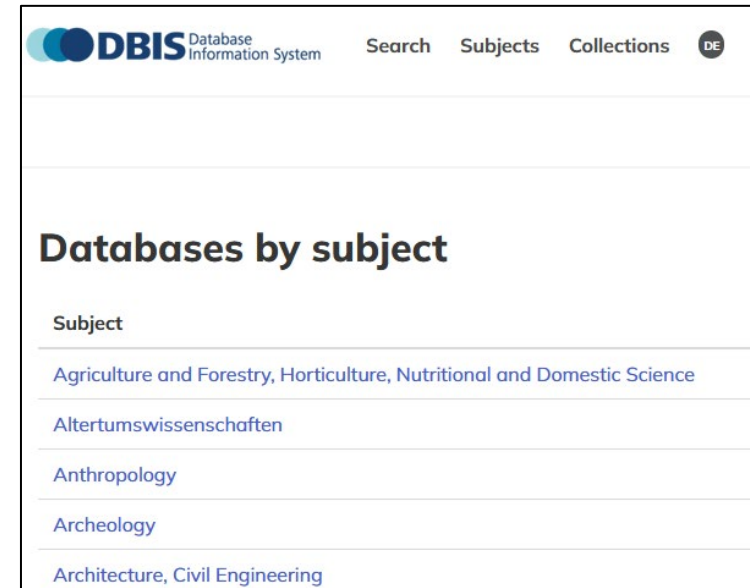 DBIS Database Information System Search Subjects Collections DE
Databases by subject
Subject
Agriculture and Forestry, Horticulture, Nutritional and Domestic Science
Altertumswissenschaften
Anthropology
Archeology
Architecture, Civil Engineering